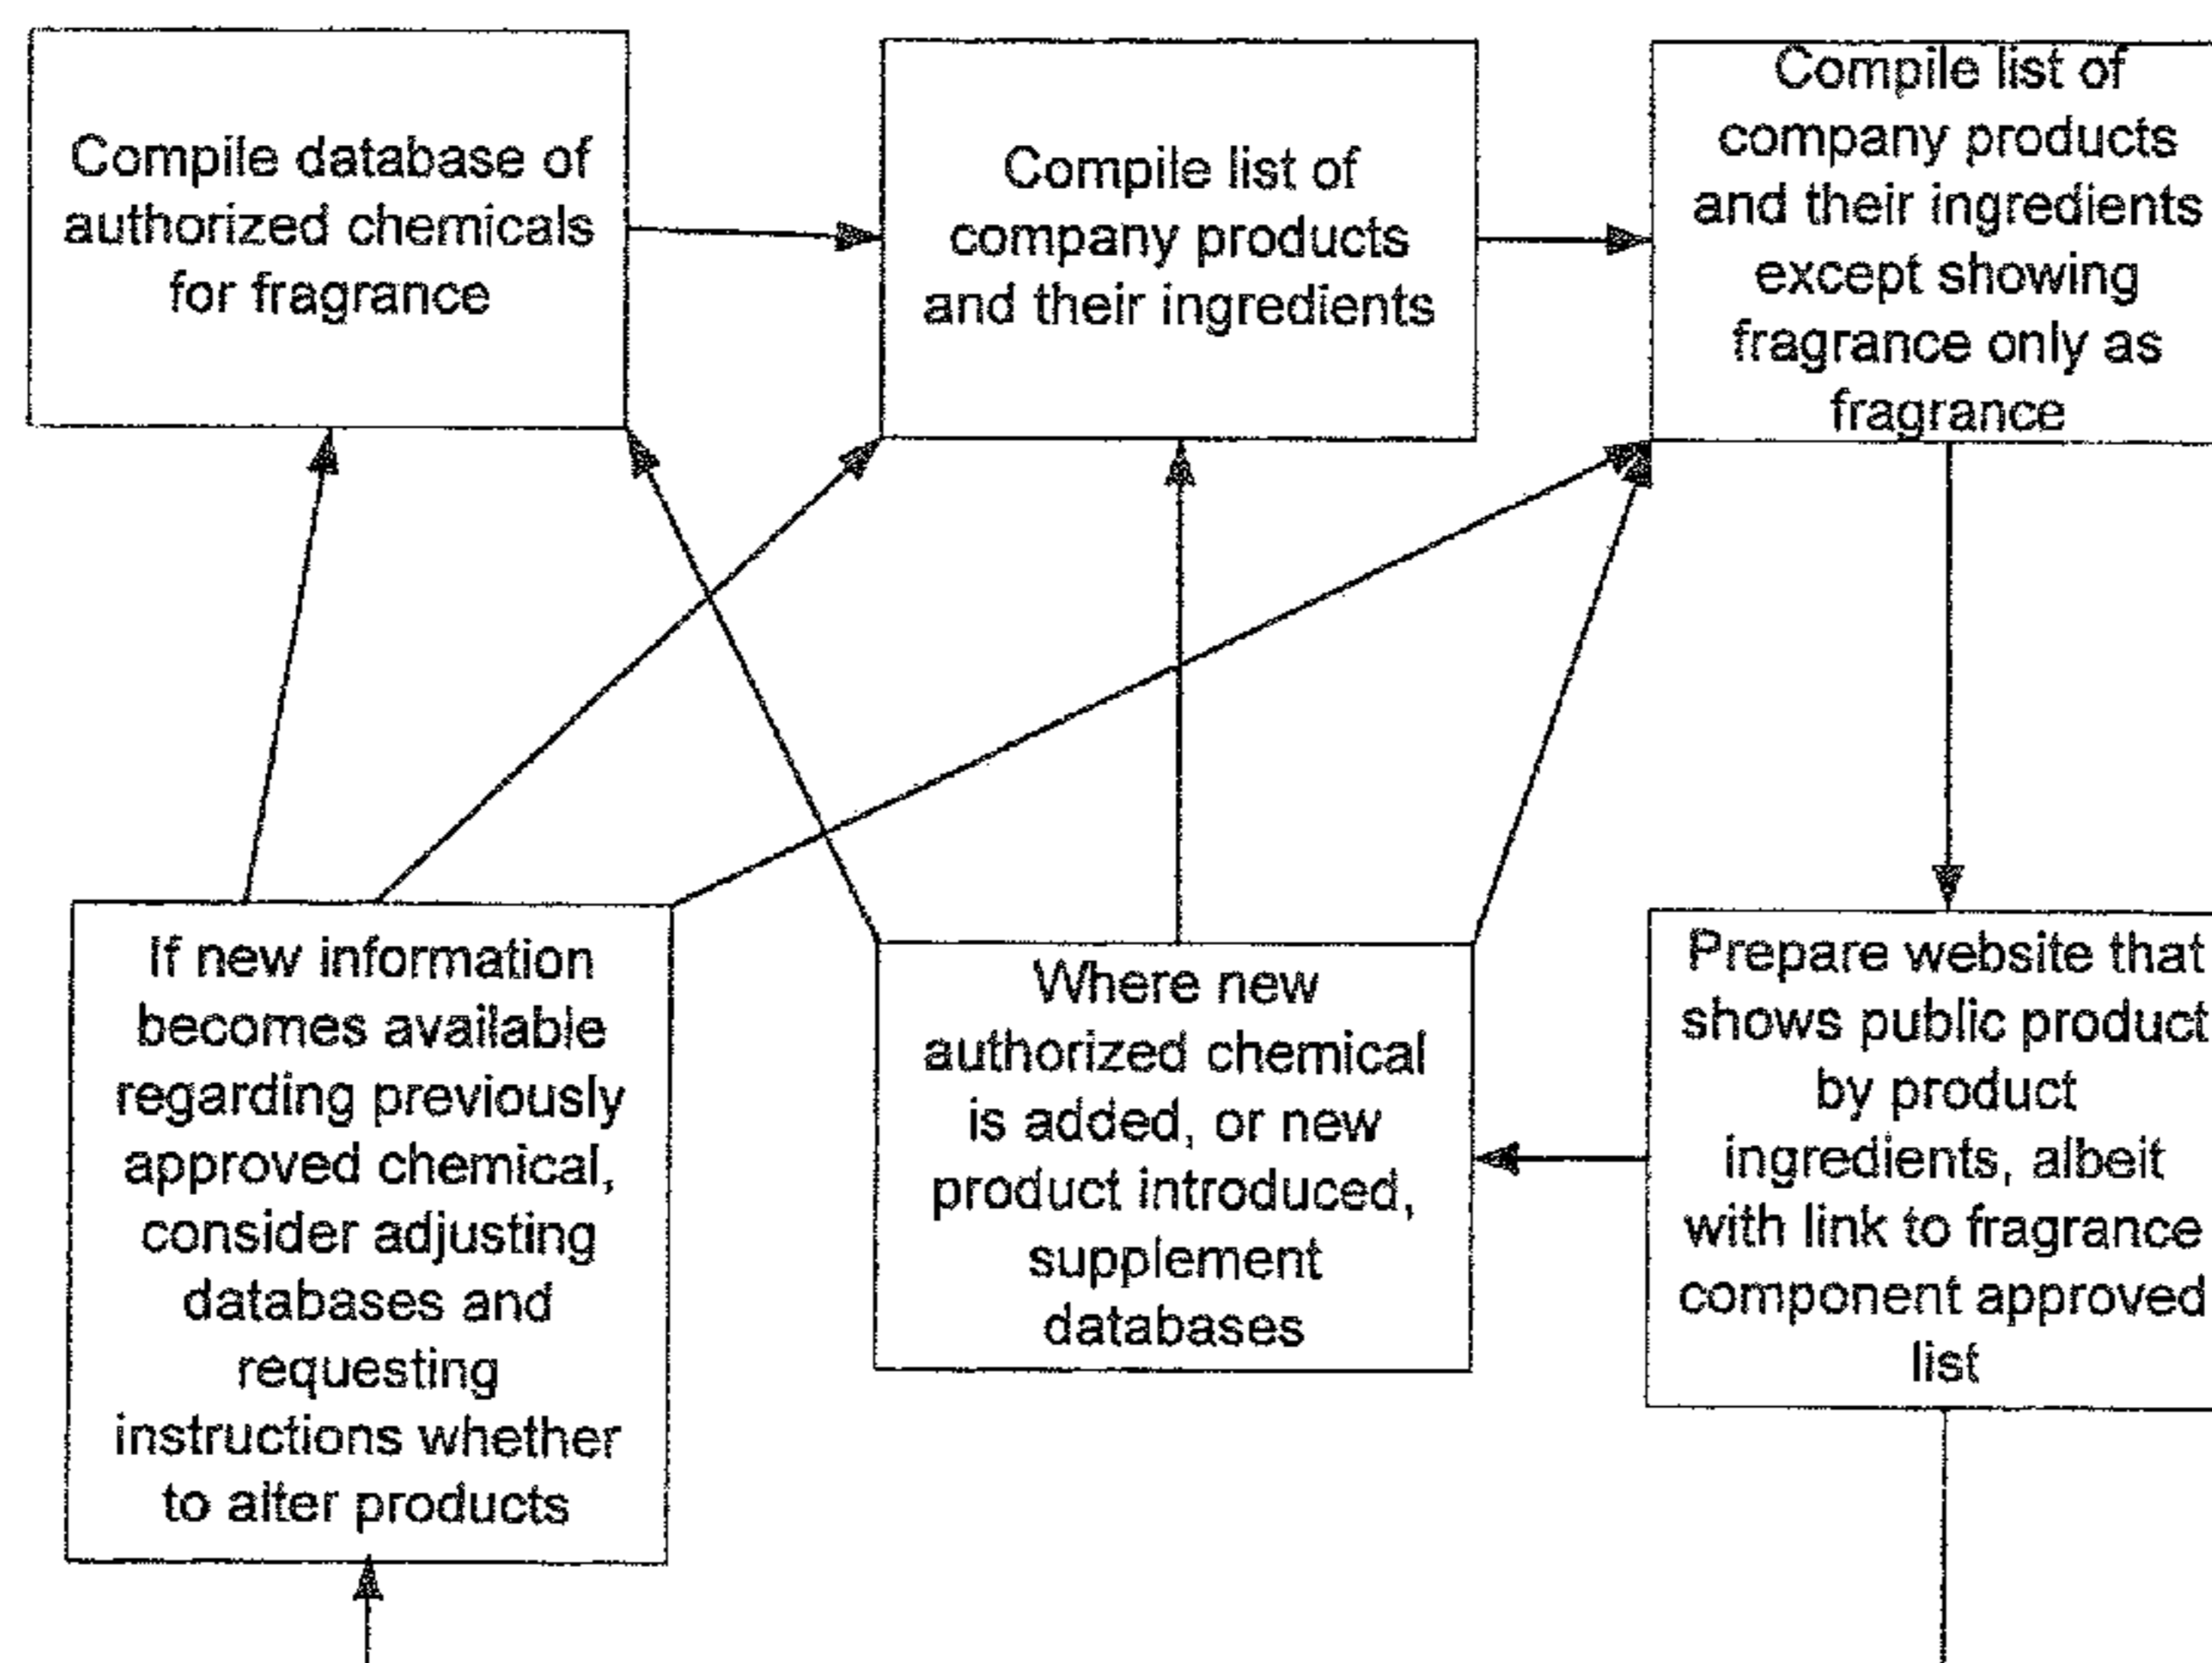 Compile database of
authorized chemicals
for fragrance
Compile list of
company products
and their ingredients
Compile list of
company products
and their ingredients
except showing
fragrance only as
fragrance
If new information
becomes available
regarding previously
approved chemical,
consider adjusting
databases and
requesting
instructions whether
to alter products
Where new
authorized chemical
is added, or new
product introduced,
supplement
databases
Prepare website that
shows public product
by product
ingredients, albeit
with link to fragrance
component approved
list